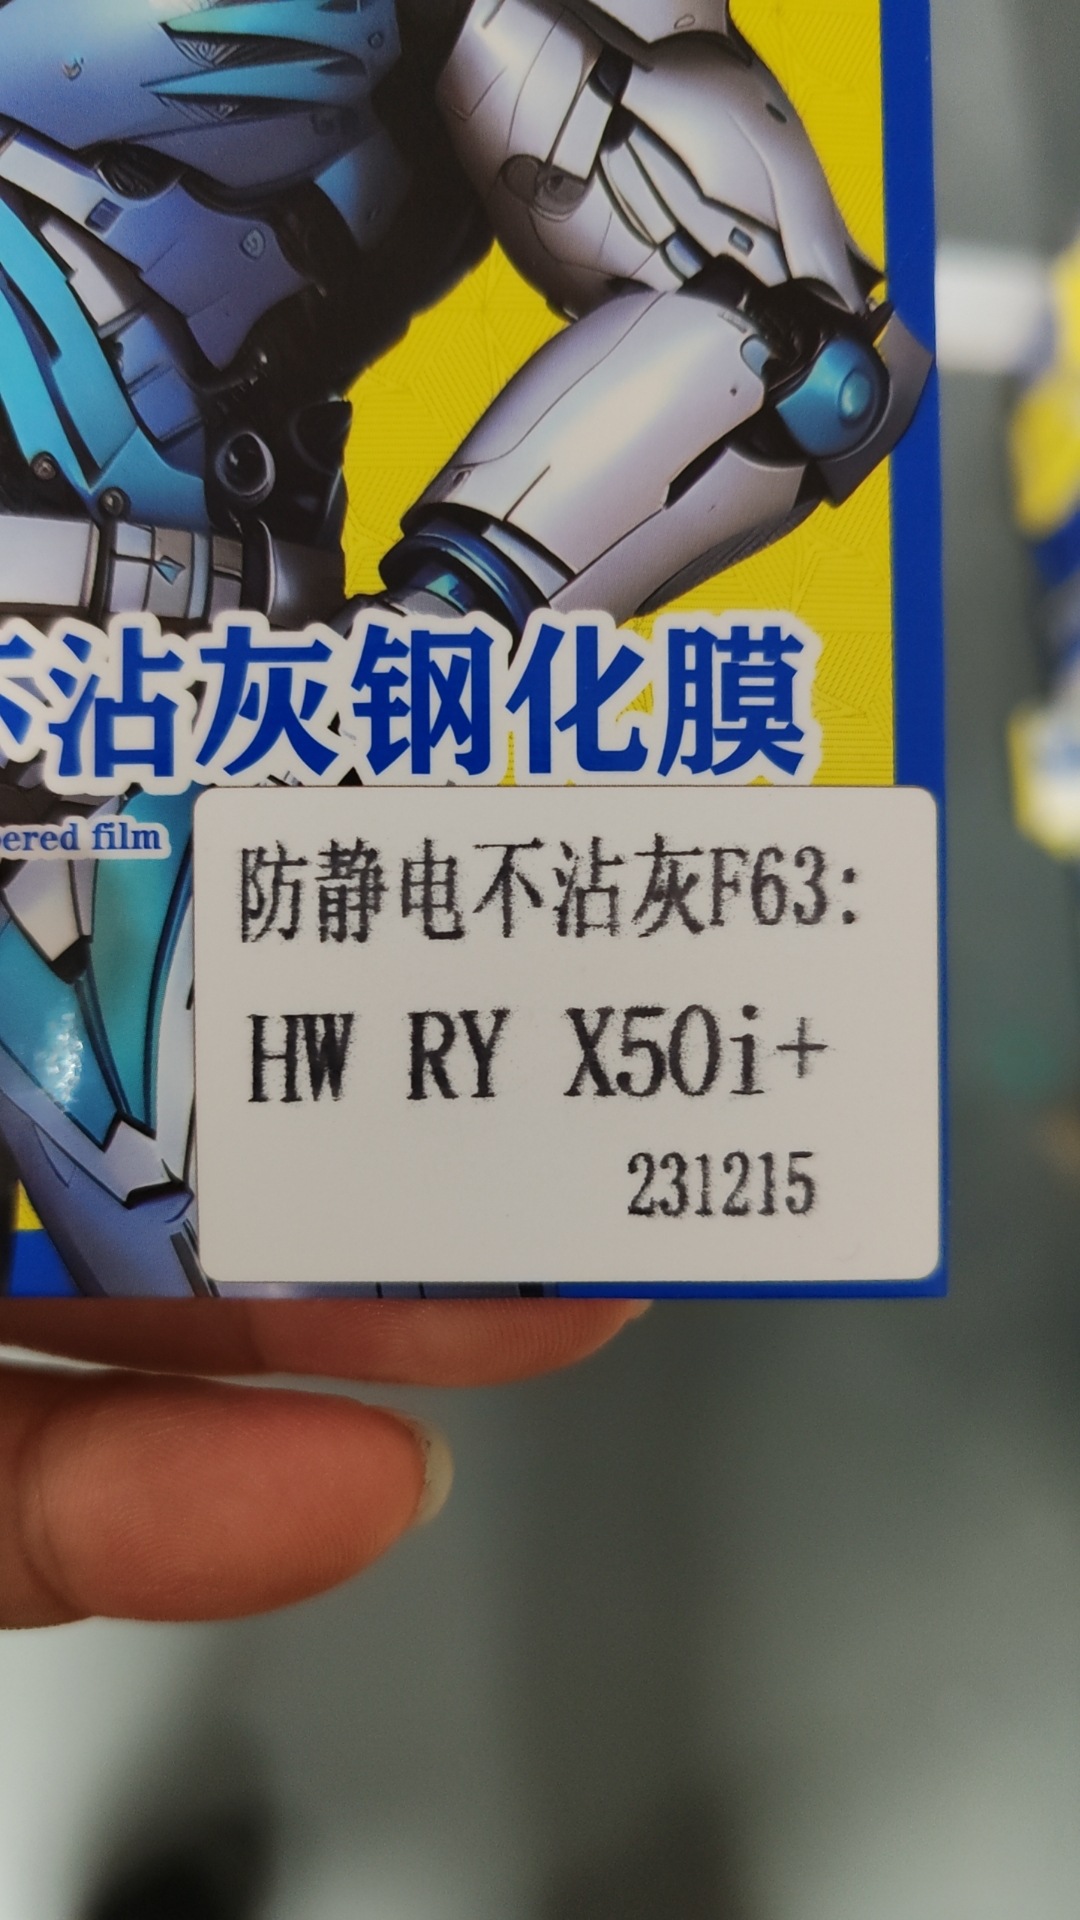 不沾灰钢化膜
ered film
防静电不沾灰F63:
HW RY X50i+
231215